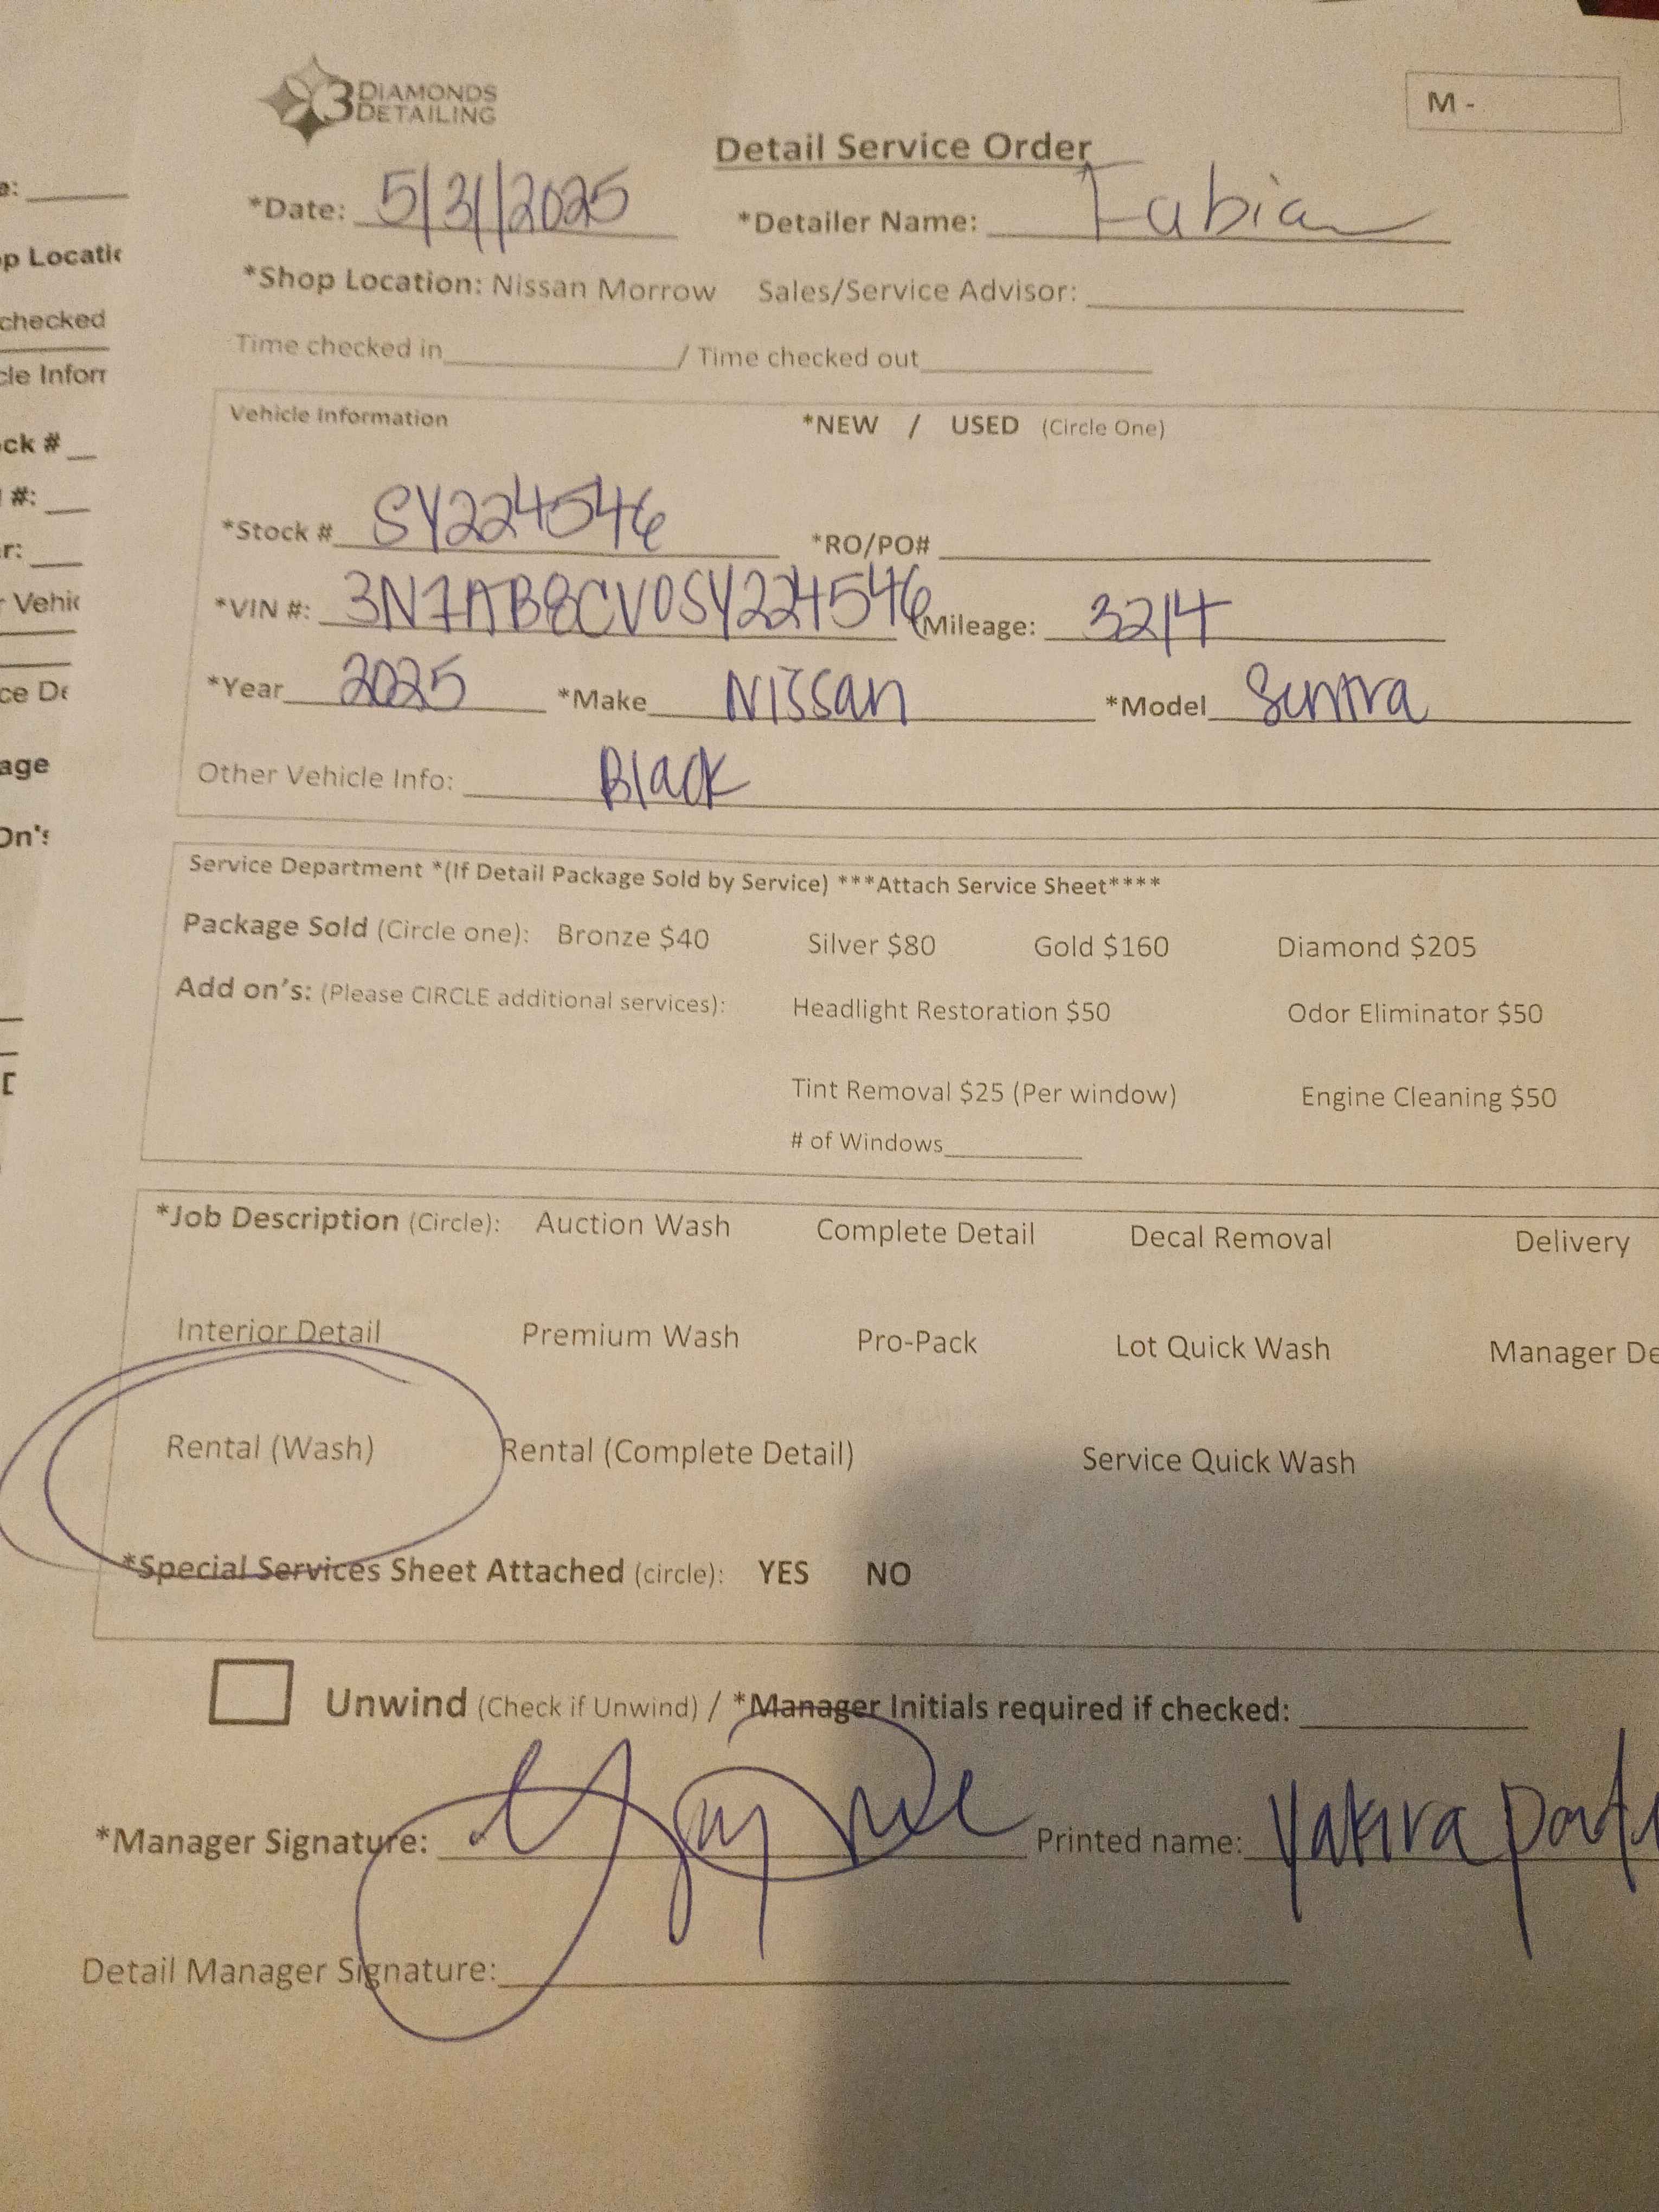 3 DIAMONDS DETAILING
M -
Detail Service Order
*Date: 5/31/2025 *Detailer Name: Fabian
*Shop Location: Nissan Morrow Sales/Service Advisor:
Time checked in / Time checked out
Vehicle Information *NEW / USED (Circle One)
*Stock # SY224546 *RO/PO#
*VIN #: 3N7AB8CV0SY224546 Mileage: 3214
*Year 2025 *Make Nissan *Model Sentra
Other Vehicle Info: Black
Service Department *(If Detail Package Sold by Service) ***Attach Service Sheet****
Package Sold (Circle one): Bronze $40 Silver $80 Gold $160 Diamond $205
Add on's: (Please CIRCLE additional services): Headlight Restoration $50 Odor Eliminator $50
Tint Removal $25 (Per window) Engine Cleaning $50
# of Windows
*Job Description (Circle): Auction Wash Complete Detail Decal Removal Delivery
Interior Detail Premium Wash Pro-Pack Lot Quick Wash Manager De
Rental (Wash) Rental (Complete Detail) Service Quick Wash
*Special Services Sheet Attached (circle): YES NO
Unwind (Check if Unwind) / *Manager Initials required if checked:
*Manager Signature: Printed name: Yakira
Detail Manager Signature: